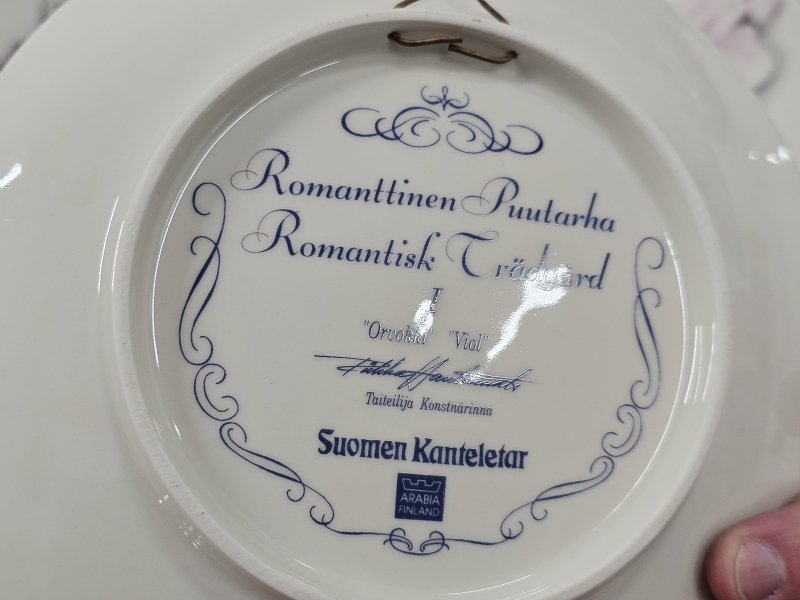 Romanttinen Puutarha
Romantisk Trädgård
I
"Orvokki" "Viol"
Taiteilija Konstnärinna
Suomen Kanteletar
ARABIA
FINLAND